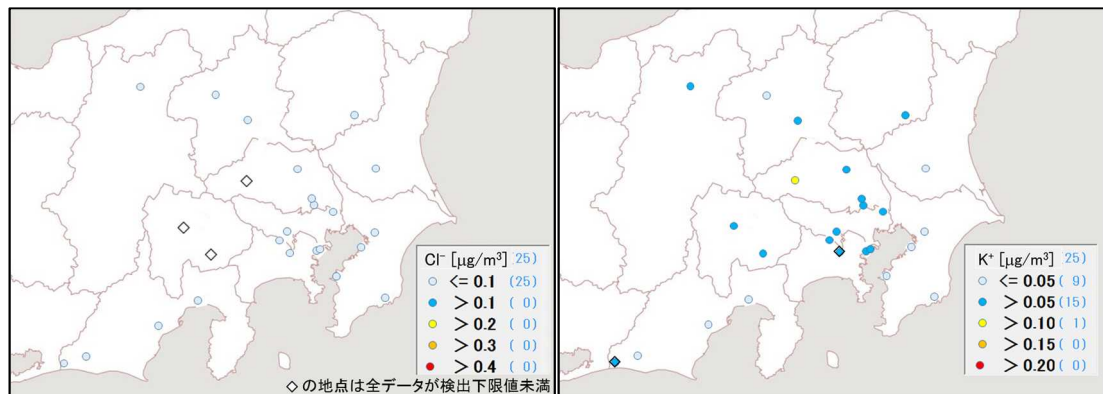 Cl⁻ [μg/m³] 25)
<= 0.1 (25)
> 0.1 ( 0)
> 0.2 ( 0)
> 0.3 ( 0)
> 0.4 ( 0)
◇の地点は全データが検出下限値未満
K⁺ [μg/m³] 25)
<= 0.05 ( 9)
> 0.05 (15)
> 0.10 ( 1)
> 0.15 ( 0)
> 0.20 ( 0)